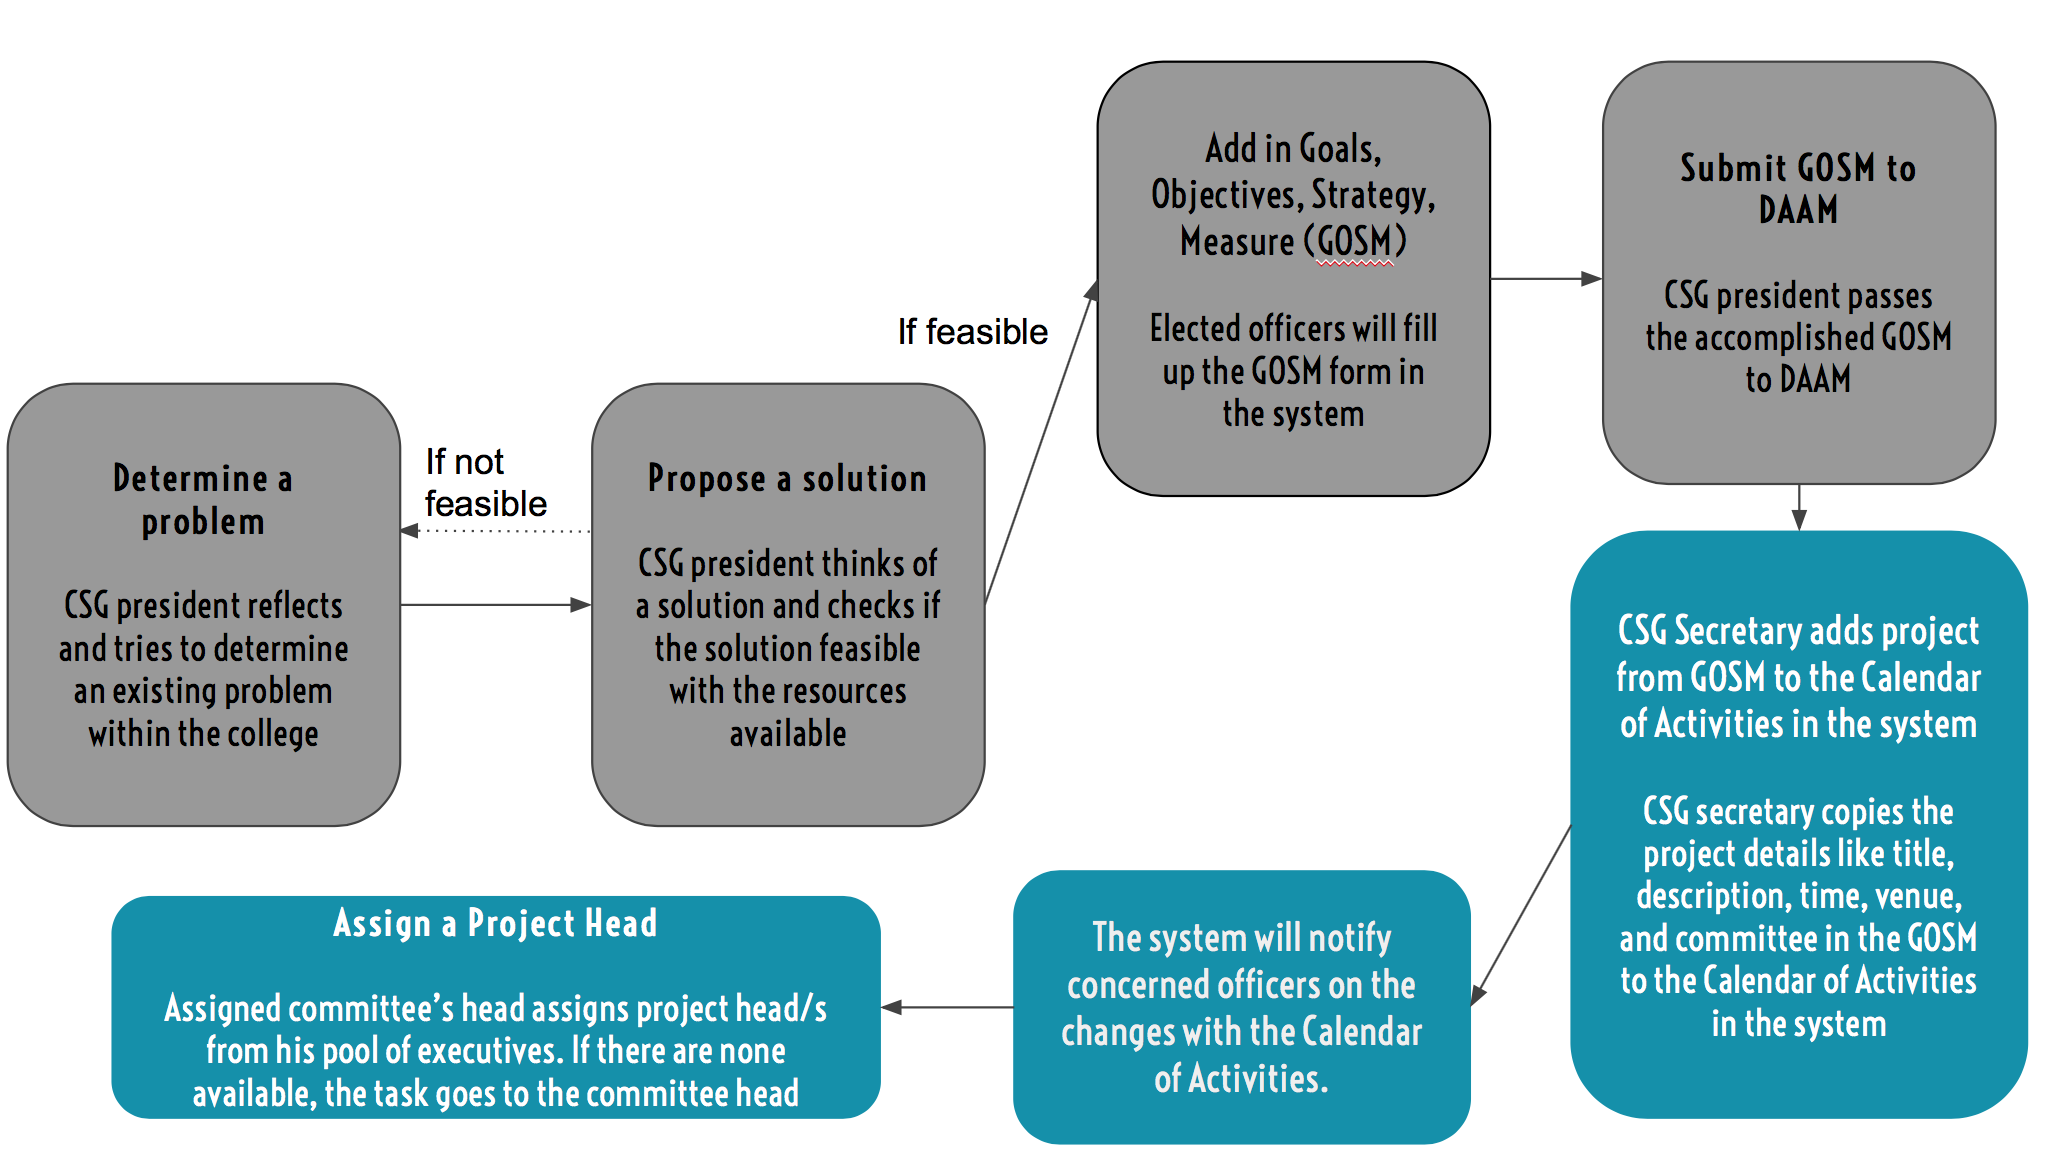 Determine a
problem
CSG president reflects
and tries to determine
an existing problem
within the college
If not
feasible
Propose a solution
CSG president thinks of
a solution and checks if
the solution feasible
with the resources
available
If feasible
Add in Goals,
Objectives, Strategy,
Measure (GOSM)
Elected officers will fill
up the GOSM form in
the system
Submit GOSM to
DAAM
CSG president passes
the accomplished GOSM
to DAAM
CSG Secretary adds project
from GOSM to the Calendar
of Activities in the system
CSG secretary copies the
project details like title,
description, time, venue,
and committee in the GOSM
to the Calendar of Activities
in the system
The system will notify
concerned officers on the
changes with the Calendar
of Activities.
Assign a Project Head
Assigned committee’s head assigns project head/s
from his pool of executives. If there are none
available, the task goes to the committee head